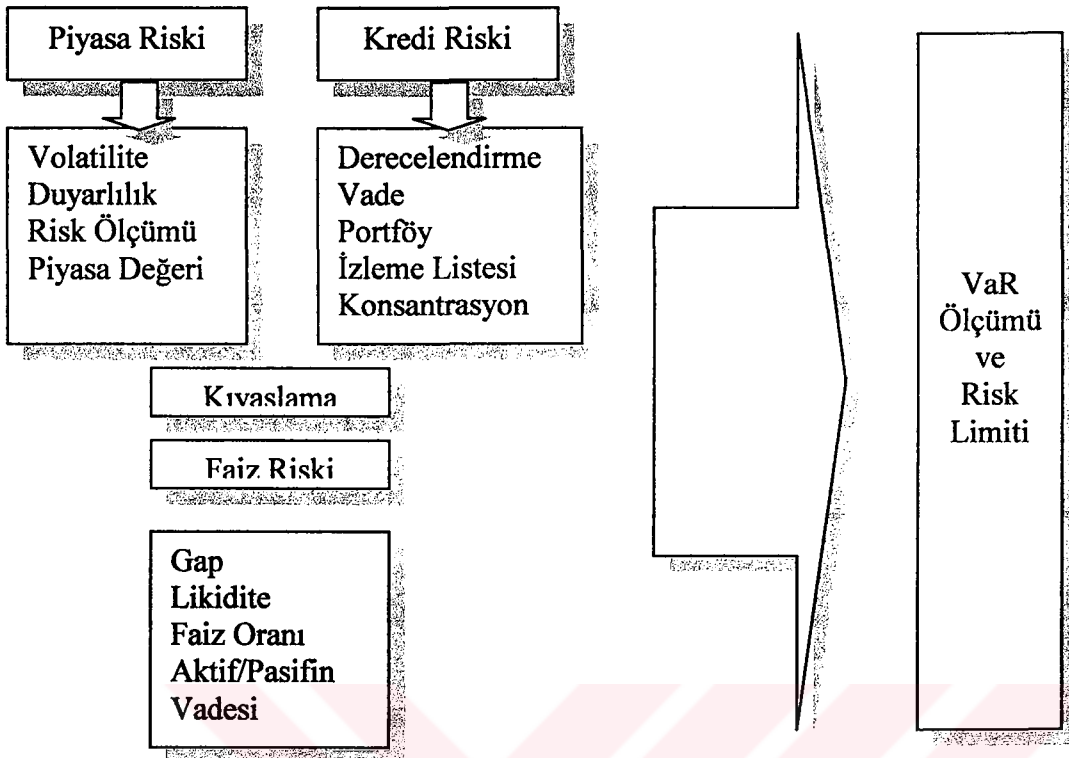 Piyasa Riski
Kredi Riski
Volatilite
Duyarlılık
Risk Ölçümü
Piyasa Değeri
Derecelendirme
Vade
Portföy
İzleme Listesi
Konsantrasyon
Kıvaslama
Faiz Riski
Gap
Likidite
Faiz Oranı
Aktif/Pasifin
Vadesi
VaR
Ölçümü
ve
Risk
Limiti